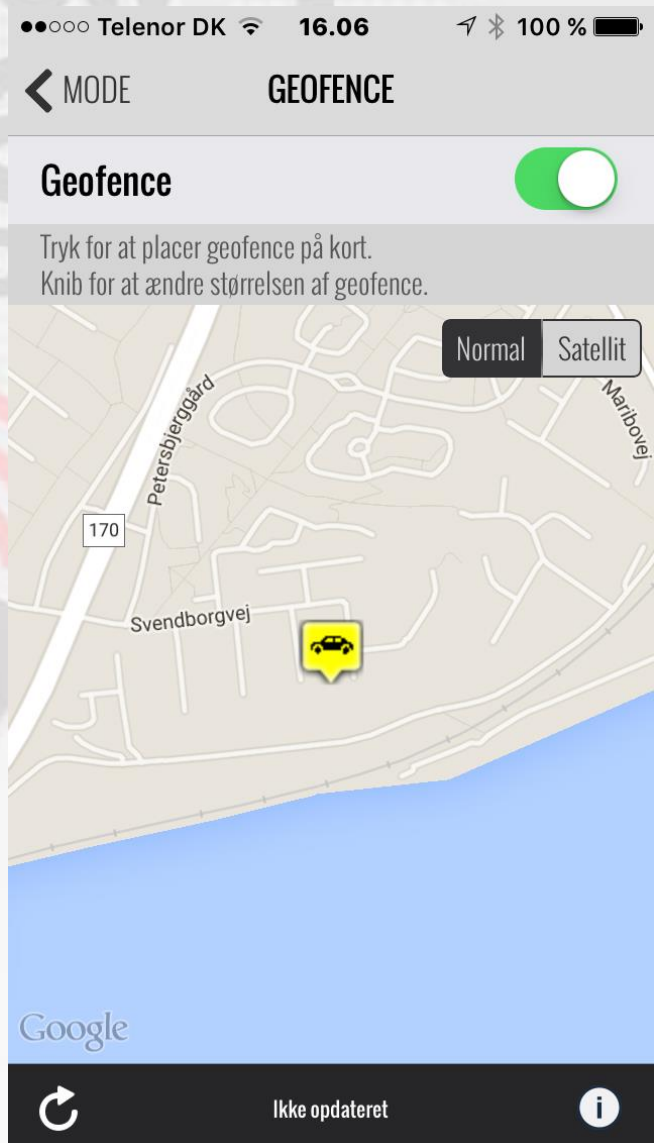 Telenor DK 16.06 100 %
MODE GEOFENCE
Geofence
Tryk for at placer geofence på kort.
Knib for at ændre størrelsen af geofence.
Normal Satellit
Maribovej
Petersbjerggård
170
Svendborgvej
Google
Ikke opdateret
i